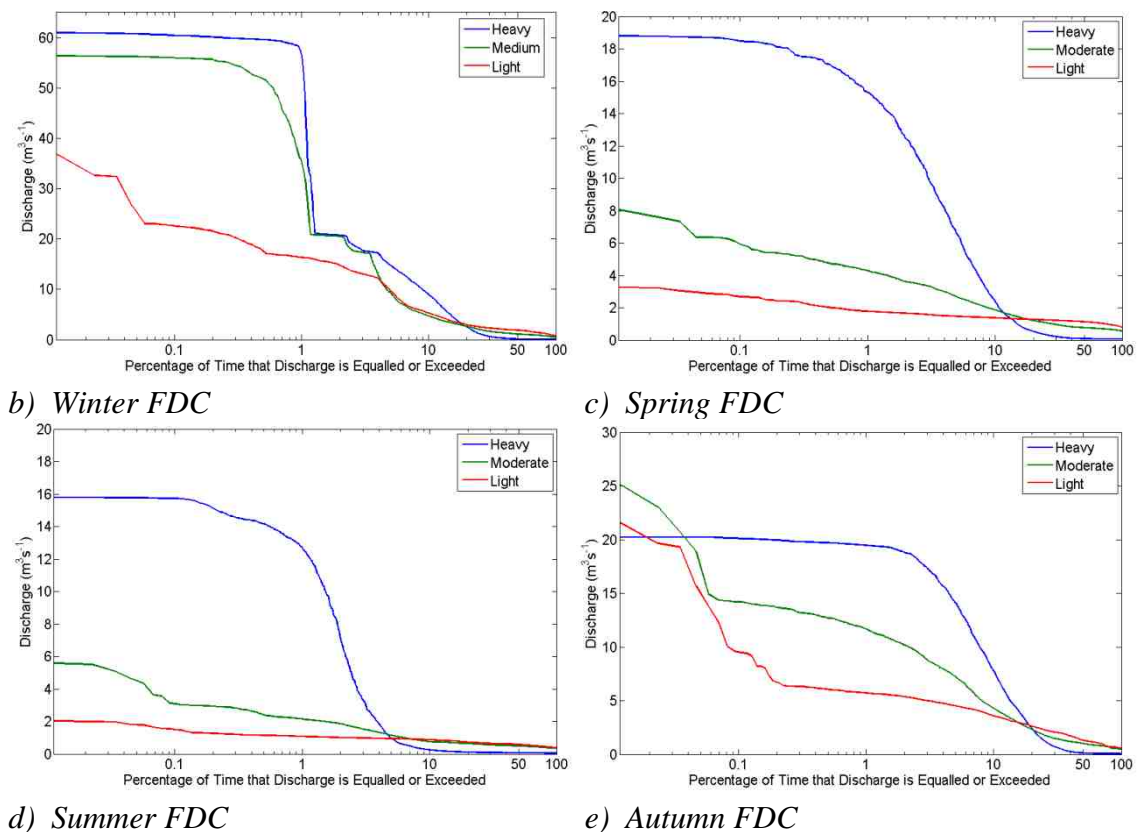 60
50
40
30
20
10
0
Discharge (m³s⁻¹)
Heavy
Medium
Light
0.1 1 10 50 100
Percentage of Time that Discharge is Equalled or Exceeded
b) Winter FDC
20
18
16
14
12
10
8
6
4
2
0
Discharge (m³s⁻¹)
Heavy
Moderate
Light
0.1 1 10 50 100
Percentage of Time that Discharge is Equalled or Exceeded
c) Spring FDC
20
18
16
14
12
10
8
6
4
2
0
Discharge (m³s⁻¹)
Heavy
Moderate
Light
0.1 1 10 50 100
Percentage of Time that Discharge is Equalled or Exceeded
d) Summer FDC
30
25
20
15
10
5
0
Discharge (m³s⁻¹)
Heavy
Moderate
Light
0.1 1 10 50 100
Percentage of Time that Discharge is Equalled or Exceeded
e) Autumn FDC